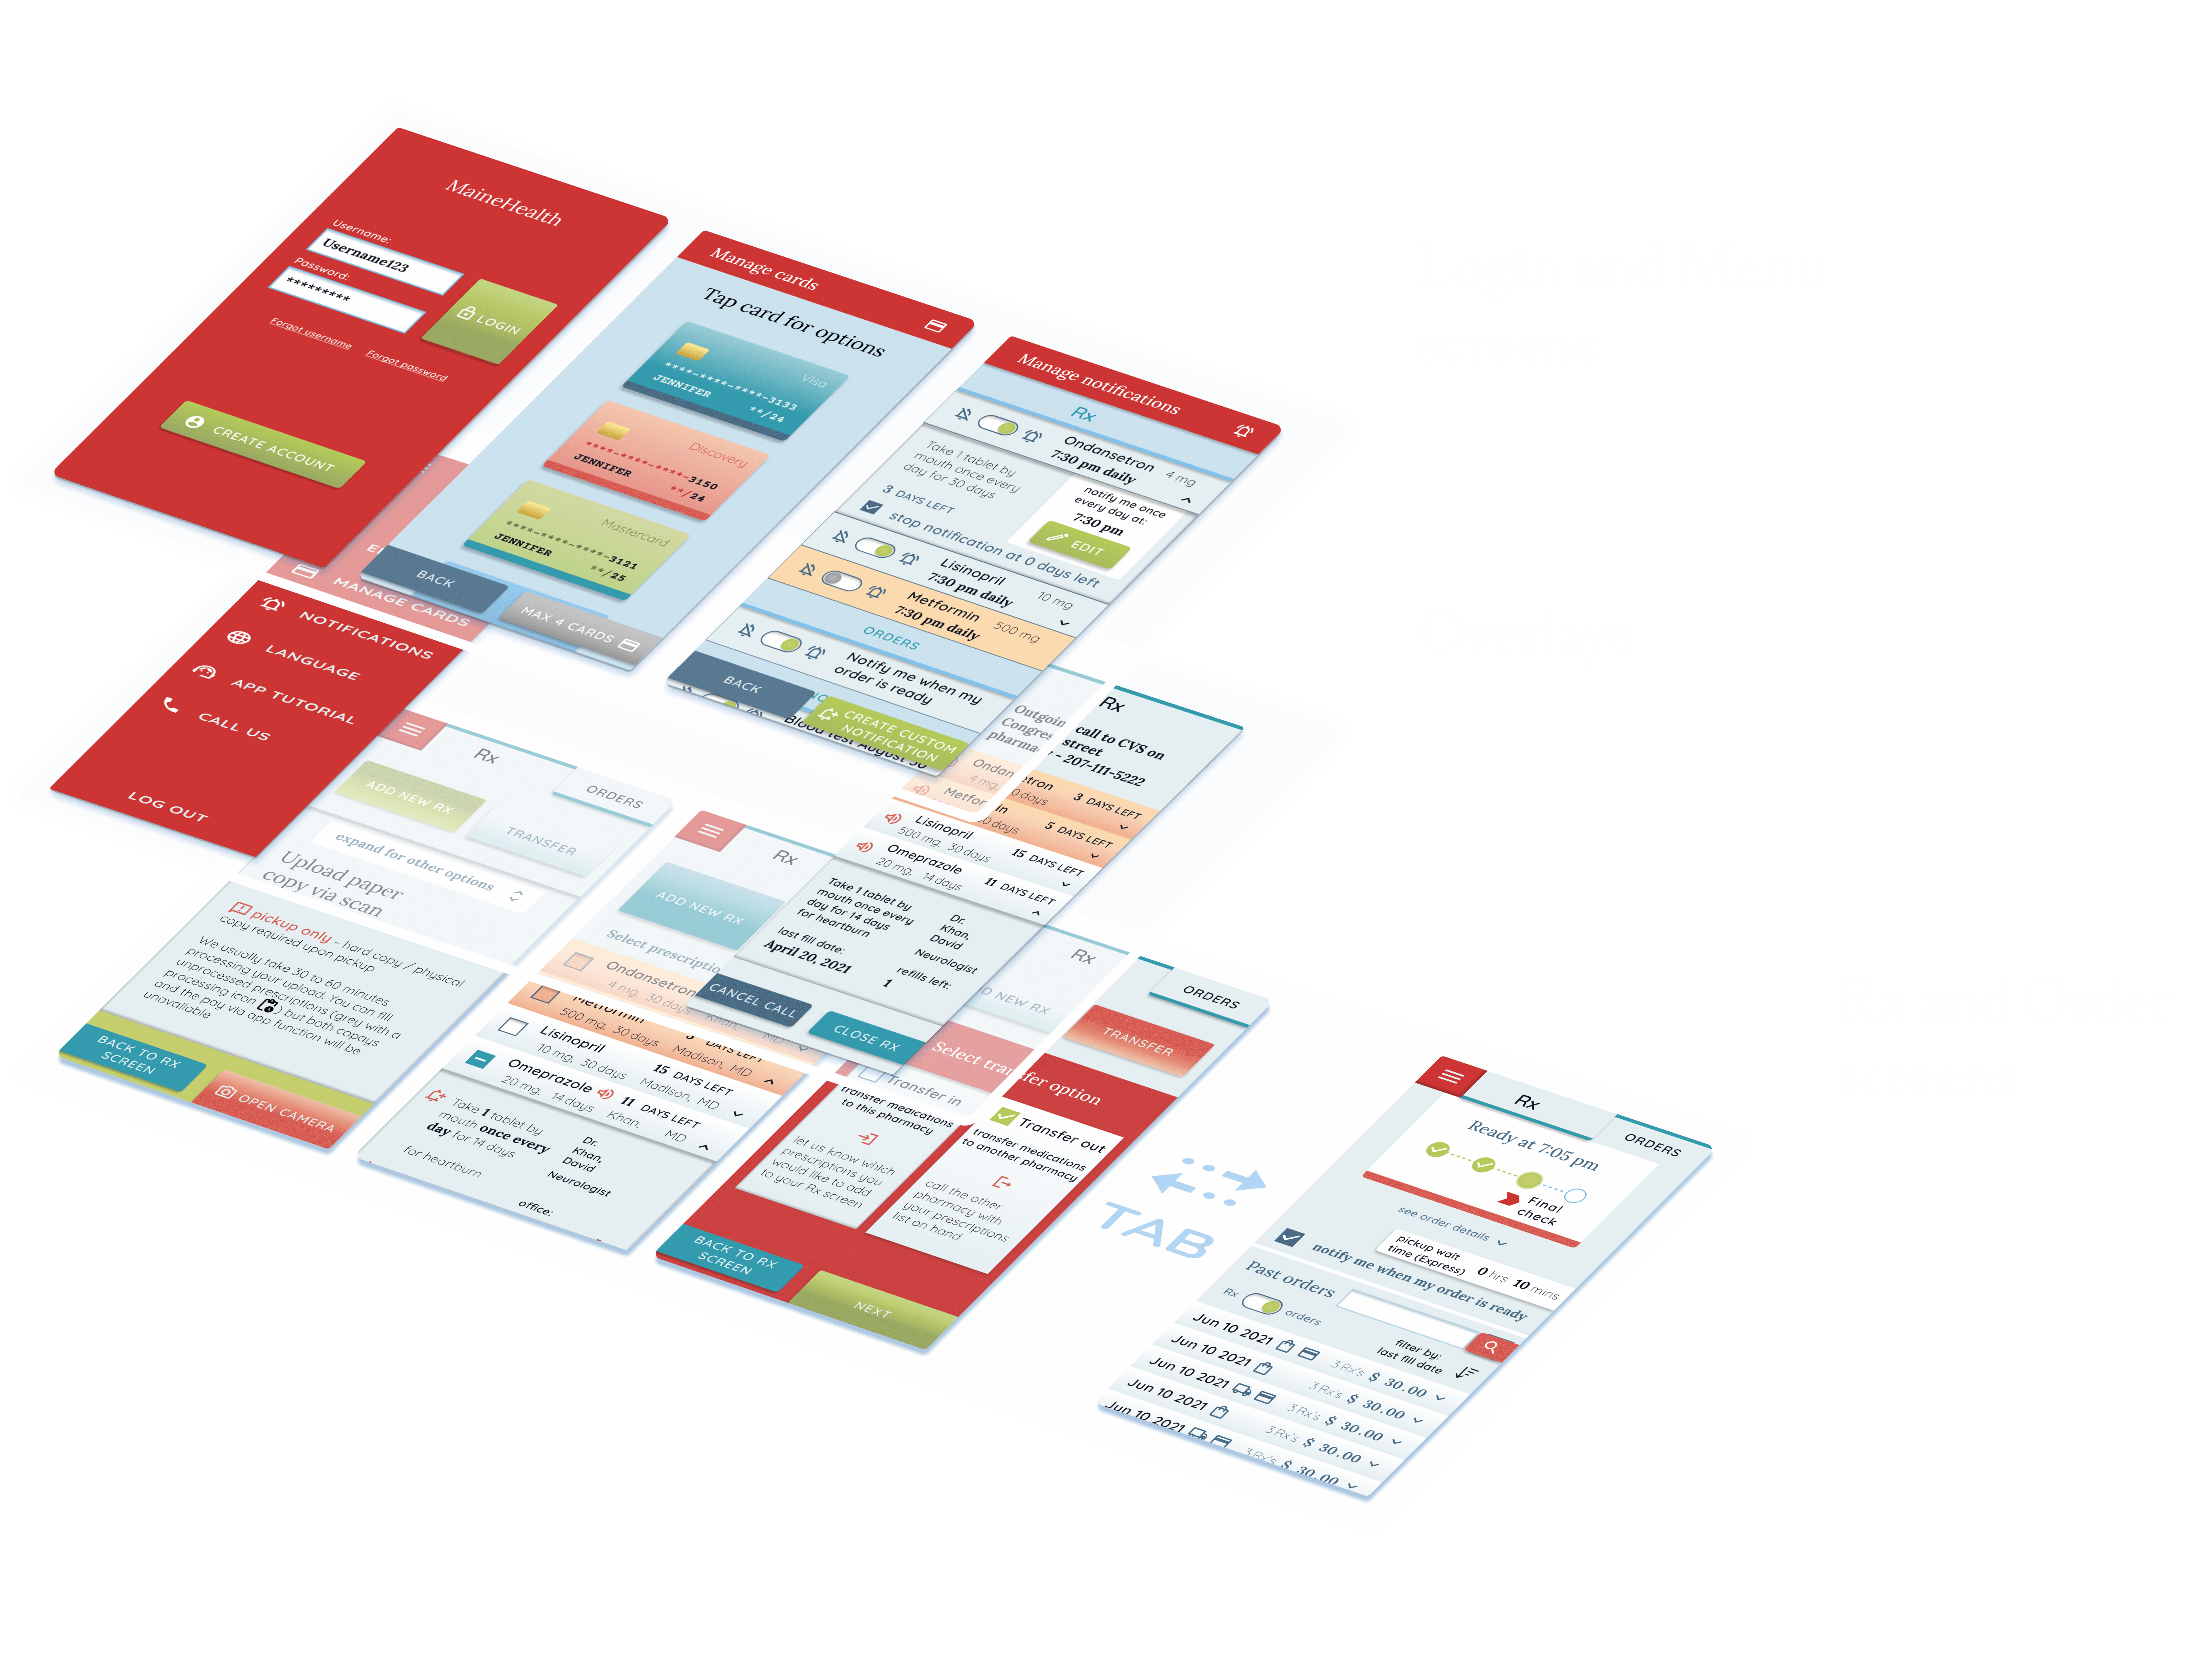 MaineHealth
Username:
Username123
Password:
*********
LOGIN
Forgot username
Forgot password
CREATE ACCOUNT
Manage cards
Tap card for options
Visa
****-****-****-3133
JENNIFER
**/24
Discovery
****-****-****-3150
JENNIFER
**/24
Mastercard
****-****-****-3121
JENNIFER
**/25
BACK
MAX 4 CARDS
Manage notifications
Rx
Ondansetron
7:30 pm daily
4 mg
Take 1 tablet by
mouth once every
day for 30 days
3 DAYS LEFT
stop notification at 0 days left
notify me once
every day at:
7:30 pm
EDIT
Lisinopril
7:30 pm daily
10 mg
Metformin
7:30 pm daily
500 mg
ORDERS
Notify me when my
order is ready
Blood test August 30
BACK
CREATE CUSTOM
NOTIFICATION
MANAGE CARDS
NOTIFICATIONS
LANGUAGE
APP TUTORIAL
CALL US
LOG OUT
Rx
ORDERS
ADD NEW RX
TRANSFER
expand for other options
Upload paper
copy via scan
pickup only - hard copy / physical
copy required upon pickup
We usually take 30 to 60 minutes
processing your upload. You can fill
unprocessed prescriptions (grey with a
processing icon ) but both copays
and the pay via app function will be
unavailable
BACK TO RX
SCREEN
OPEN CAMERA
Rx
ADD NEW RX
Select
Ondansetron
4 mg, 30 days
Metformin
500 mg, 30 days
DAYS LEFT
Madison, MD
Lisinopril
10 mg, 30 days
15 DAYS LEFT
Madison, MD
Omeprazole
20 mg, 14 days
11 DAYS LEFT
Khan, MD
Take 1 tablet by
mouth once every
day for 14 days
for heartburn
Dr.
Khan,
David
Neurologist
office:
Rx
call to CVS on
Congress street
pharmacy - 207-111-5222
Ondansetron
4 mg, 30 days
3 DAYS LEFT
5 DAYS LEFT
Lisinopril
500 mg, 30 days
15 DAYS LEFT
Omeprazole
20 mg, 14 days
11 DAYS LEFT
Take 1 tablet by
mouth once every
day for 14 days
for heartburn
Dr.
Khan,
David
Neurologist
last fill date:
April 20, 2021
refills left:
1
CANCEL CALL
CLOSE RX
Rx
ORDERS
NEW RX
TRANSFER
Select transfer option
Transfer in
transfer medications
to this pharmacy
let us know which
prescriptions you
would like to add
to your Rx screen
Transfer out
transfer medications
to another pharmacy
call the other
pharmacy with
your prescriptions
list on hand
BACK TO RX
SCREEN
NEXT
TAB
Rx
ORDERS
Ready at 7:05 pm
Final
check
see order details
pickup wait
time (Express)
0 hrs 10 mins
notify me when my order is ready
Past orders
Rx
orders
filter by:
last fill date
Jun 10 2021 3 Rx's $ 30.00
Jun 10 2021 3 Rx's $ 30.00
Jun 10 2021 3 Rx's $ 30.00
Jun 10 2021 3 Rx's $ 30.00
Jun 10 2021 3 Rx's $ 30.00